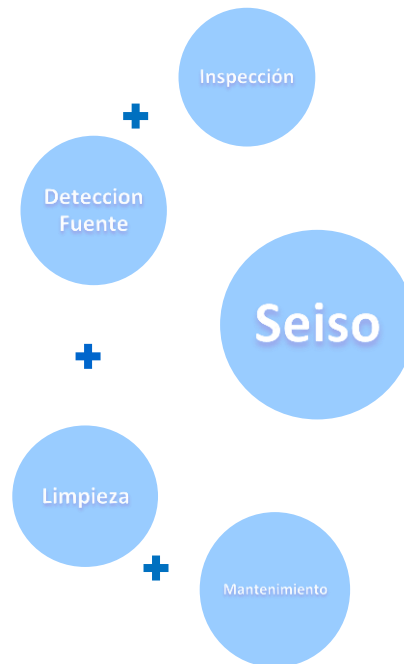 Inspección
Deteccion
Fuente
Seiso
Limpieza
Mantenimiento